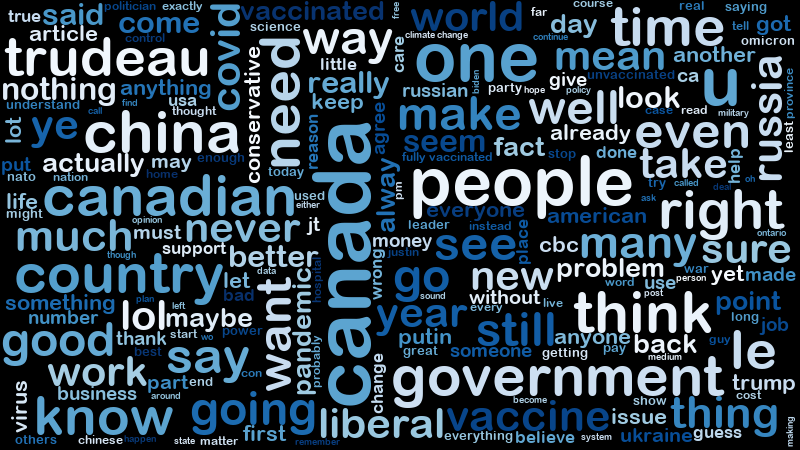 true
politician
exactly
vaccinated
free
course
real
saying
said
come
covid
science
way
care
climate change
world
far
day
time
tell
got
article
control
continue
omicron
trudeau
conservative
need
little
one
mean
another
u
nothing
anything
really
russian
party
hope
biden
policy
give
unvaccinated
ca
russia
province
understand
usa
keep
make
well
look
military
lot
ye
call
find
thought
china
reason
agree
seem
fact
already
case
read
even
least
put
actually
may
enough
today
canada
alway
fully vaccinated
stop
done
take
help
nato
nation
home
pm
people
try
called
deal
oh
life
canadian
used
either
everyone
american
ask
right
might
opinion
never
jt
leader
instead
place
ontario
much
must
support
better
money
justin
see
cbc
many
sure
though
country
let
data
pandemic
hospital
wrong
go
new
problem
war
person
yet
made
something
plan
left
bad
want
sound
without
live
word
use
post
number
lol
maybe
power
year
every
still
think
point
long
job
good
thank
start
wo
probably
putin
anyone
back
guy
best
say
con
change
great
someone
getting
pay
medium
le
work
part
end
government
trump
virus
business
around
become
show
cost
know
going
liberal
vaccine
issue
thing
others
chinese
happen
state
matter
first
remember
everything
believe
system
ukraine
guess
making